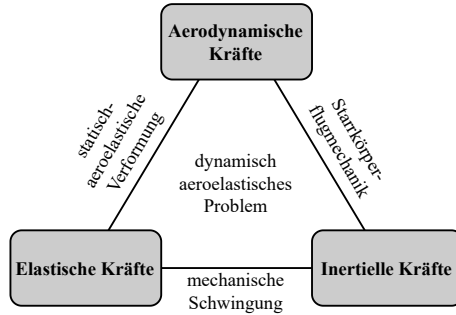 Aerodynamische
Kräfte
statisch-
aeroelastische
Verformung
Starrkörper-
flugmechanik
dynamisch
aeroelastisches
Problem
Elastische Kräfte
mechanische
Schwingung
Inertielle Kräfte